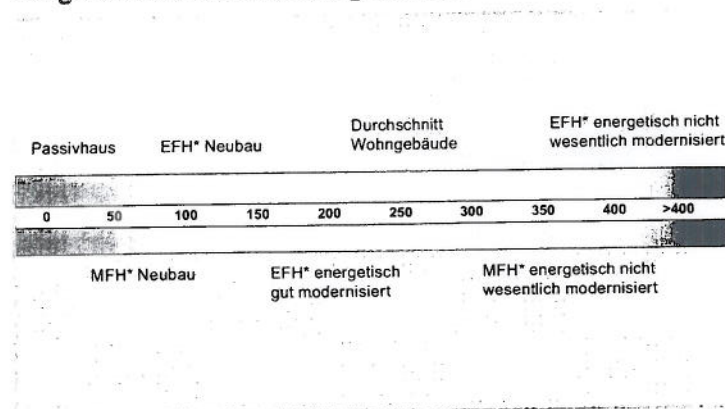 Durchschnitt
EFH* energetisch nicht
Passivhaus EFH* Neubau Wohngebäude wesentlich modernisiert
0 50 100 150 200 250 300 350 400 >400
MFH* Neubau EFH* energetisch MFH* energetisch nicht
gut modernisiert wesentlich modernisiert